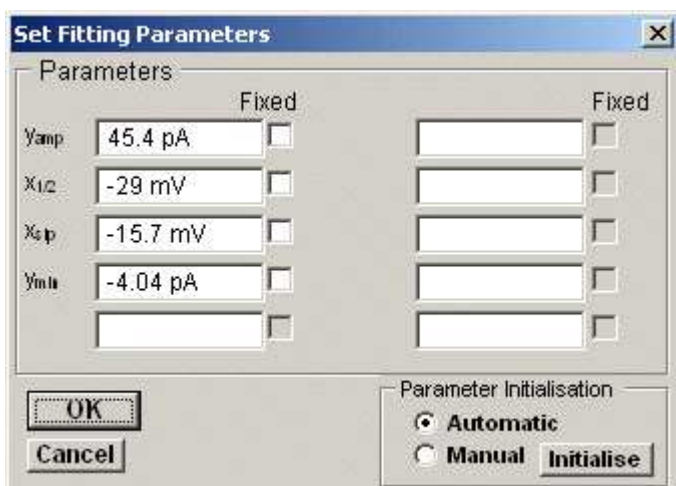 Set Fitting Parameters
Parameters
Fixed Fixed
Yamp 45.4 pA
X1/2 -29 mV
Xslp -15.7 mV
Ymin -4.04 pA
Parameter Initialisation
OK
Automatic
Cancel
Manual Initialise